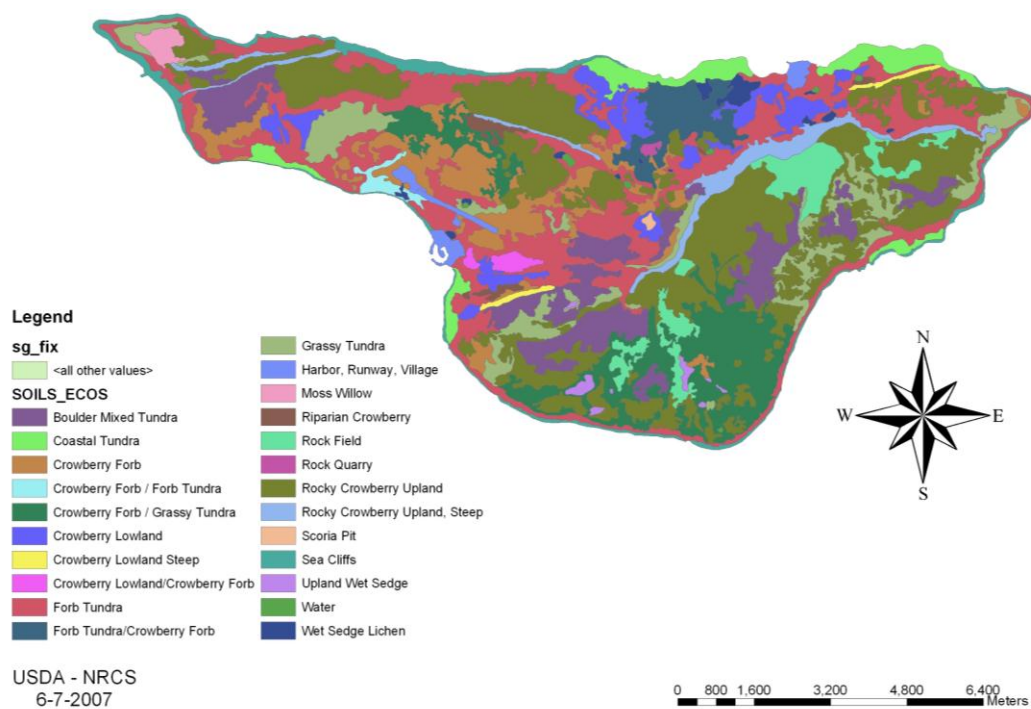 Legend
sg_fix
<all other values>
SOILS_ECOS
Boulder Mixed Tundra
Coastal Tundra
Crowberry Forb
Crowberry Forb / Forb Tundra
Crowberry Forb / Grassy Tundra
Crowberry Lowland
Crowberry Lowland Steep
Crowberry Lowland/Crowberry Forb
Forb Tundra
Forb Tundra/Crowberry Forb
Grassy Tundra
Harbor, Runway, Village
Moss Willow
Riparian Crowberry
Rock Field
Rock Quarry
Rocky Crowberry Upland
Rocky Crowberry Upland, Steep
Scoria Pit
Sea Cliffs
Upland Wet Sedge
Water
Wet Sedge Lichen
N
W E
S
USDA - NRCS
6-7-2007
0 800 1,600 3,200 4,800 6,400
Meters